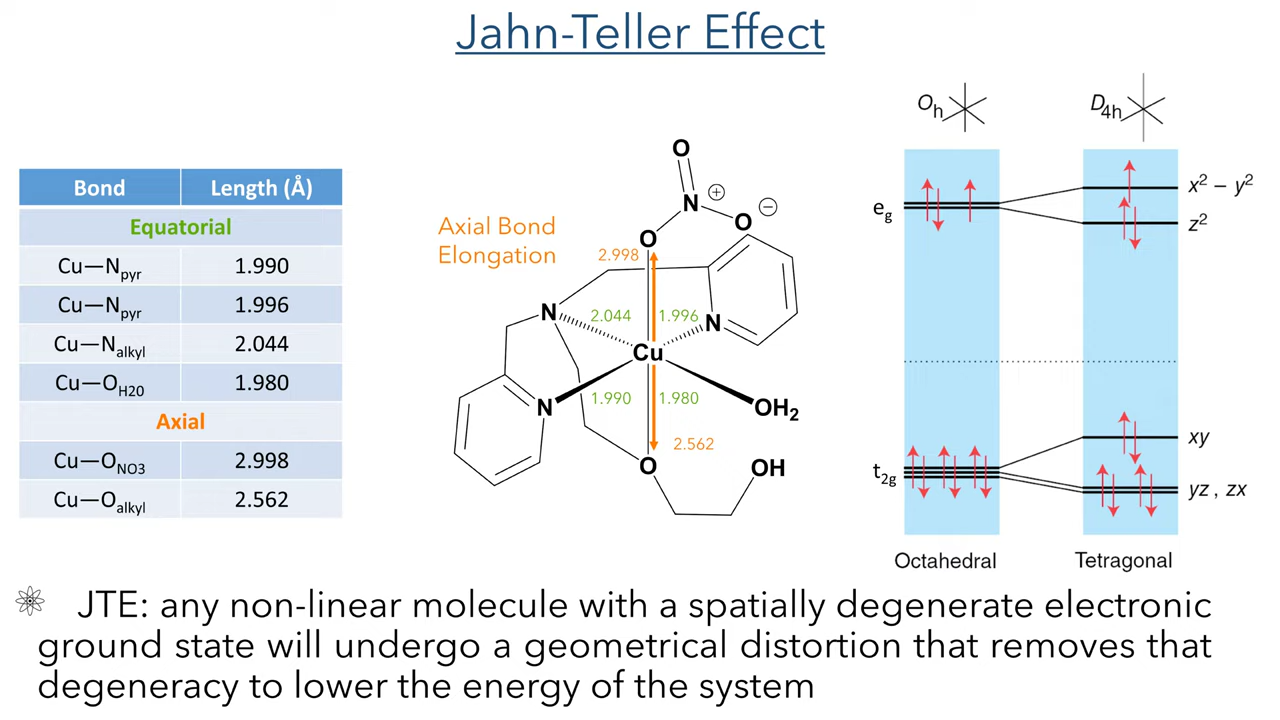 Jahn-Teller Effect
Bond Length (Å)
Equatorial
Cu—Npyr 1.990
Cu—Npyr 1.996
Cu—Nalkyl 2.044
Cu—OH20 1.980
Axial
Cu—ONO3 2.998
Cu—Oalkyl 2.562
Axial Bond
Elongation
O
N + O −
O
2.998
N 2.044 1.996 N
Cu
N 1.990 1.980 OH2
2.562
O OH
Oh D4h
eg x² − y²
z²
t2g xy
yz , zx
Octahedral Tetragonal
JTE: any non-linear molecule with a spatially degenerate electronic
ground state will undergo a geometrical distortion that removes that
degeneracy to lower the energy of the system